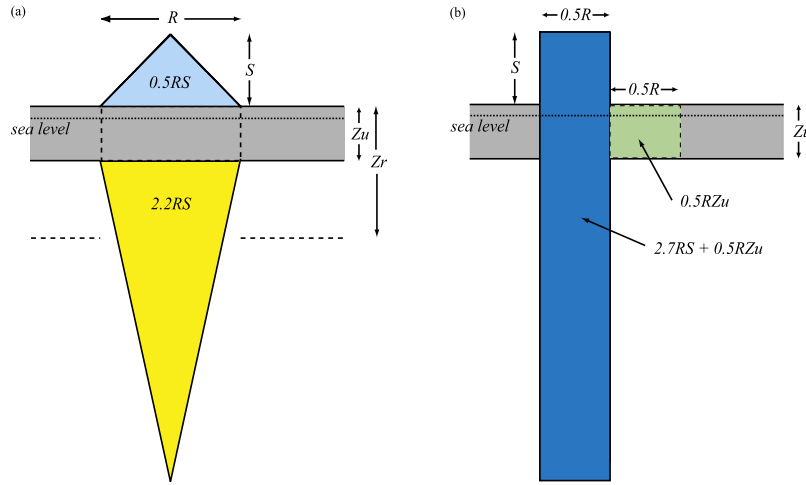 (a)
R
S
0.5RS
sea level
Zu
Zr
2.2RS
(b)
0.5R
S
0.5R
sea level
Zu
0.5RZu
2.7RS + 0.5RZu